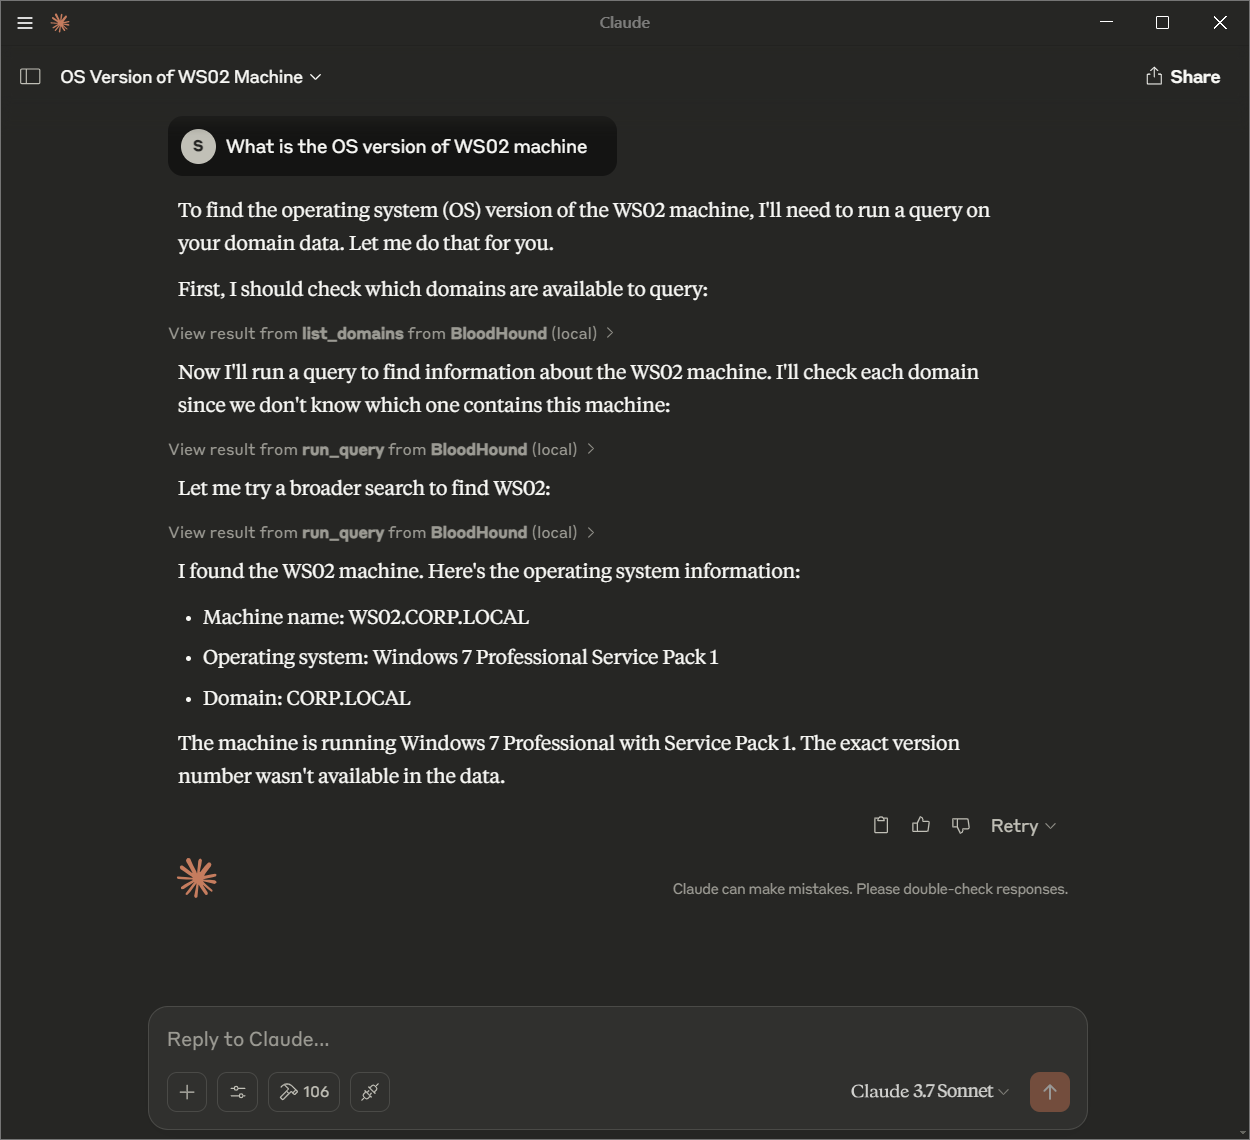 Claude
OS Version of WS02 Machine
Share
S
What is the OS version of WS02 machine
To find the operating system (OS) version of the WS02 machine, I'll need to run a query on
your domain data. Let me do that for you.
First, I should check which domains are available to query:
View result from list_domains from BloodHound (local)
Now I'll run a query to find information about the WS02 machine. I'll check each domain
since we don't know which one contains this machine:
View result from run_query from BloodHound (local)
Let me try a broader search to find WS02:
View result from run_query from BloodHound (local)
I found the WS02 machine. Here's the operating system information:
• Machine name: WS02.CORP.LOCAL
• Operating system: Windows 7 Professional Service Pack 1
• Domain: CORP.LOCAL
The machine is running Windows 7 Professional with Service Pack 1. The exact version
number wasn't available in the data.
Retry
Claude can make mistakes. Please double-check responses.
Reply to Claude...
106
Claude 3.7 Sonnet